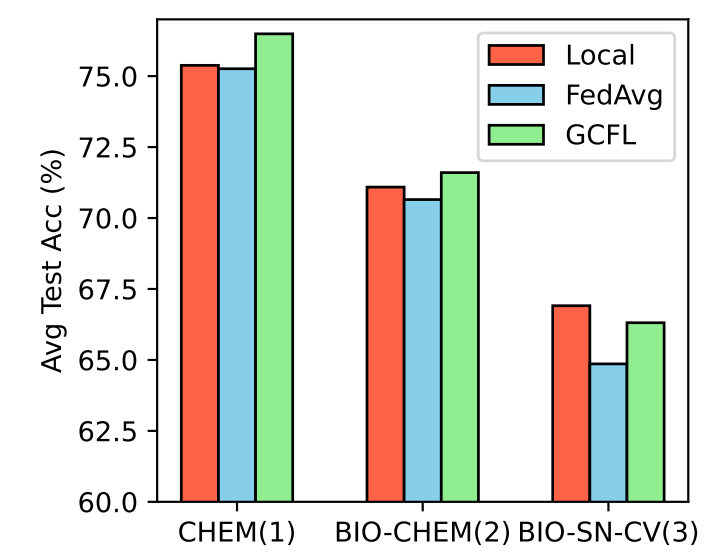 Avg Test Acc (%)
75.0
72.5
70.0
67.5
65.0
62.5
60.0
Local
FedAvg
GCFL
CHEM(1)
BIO-CHEM(2)
BIO-SN-CV(3)